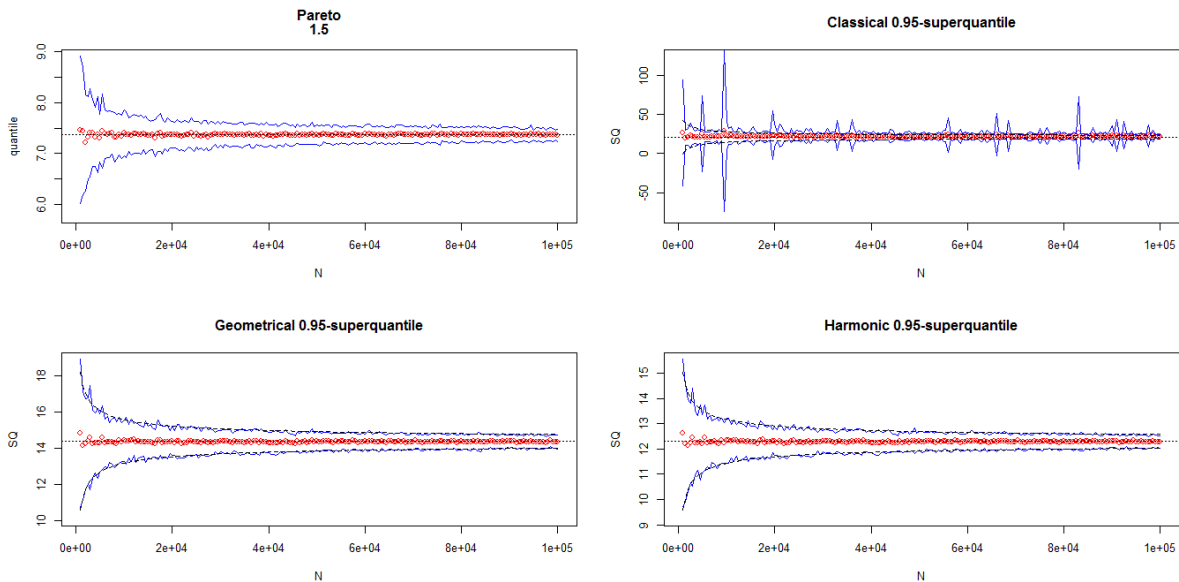 Pareto
1.5
quantile
9.0
8.0
7.0
6.0
0e+00 2e+04 4e+04 6e+04 8e+04 1e+05
N
Classical 0.95-superquantile
SQ
100
50
0
-50
0e+00 2e+04 4e+04 6e+04 8e+04 1e+05
N
Geometrical 0.95-superquantile
SQ
18
16
14
12
10
0e+00 2e+04 4e+04 6e+04 8e+04 1e+05
N
Harmonic 0.95-superquantile
SQ
15
14
13
12
11
9
0e+00 2e+04 4e+04 6e+04 8e+04 1e+05
N